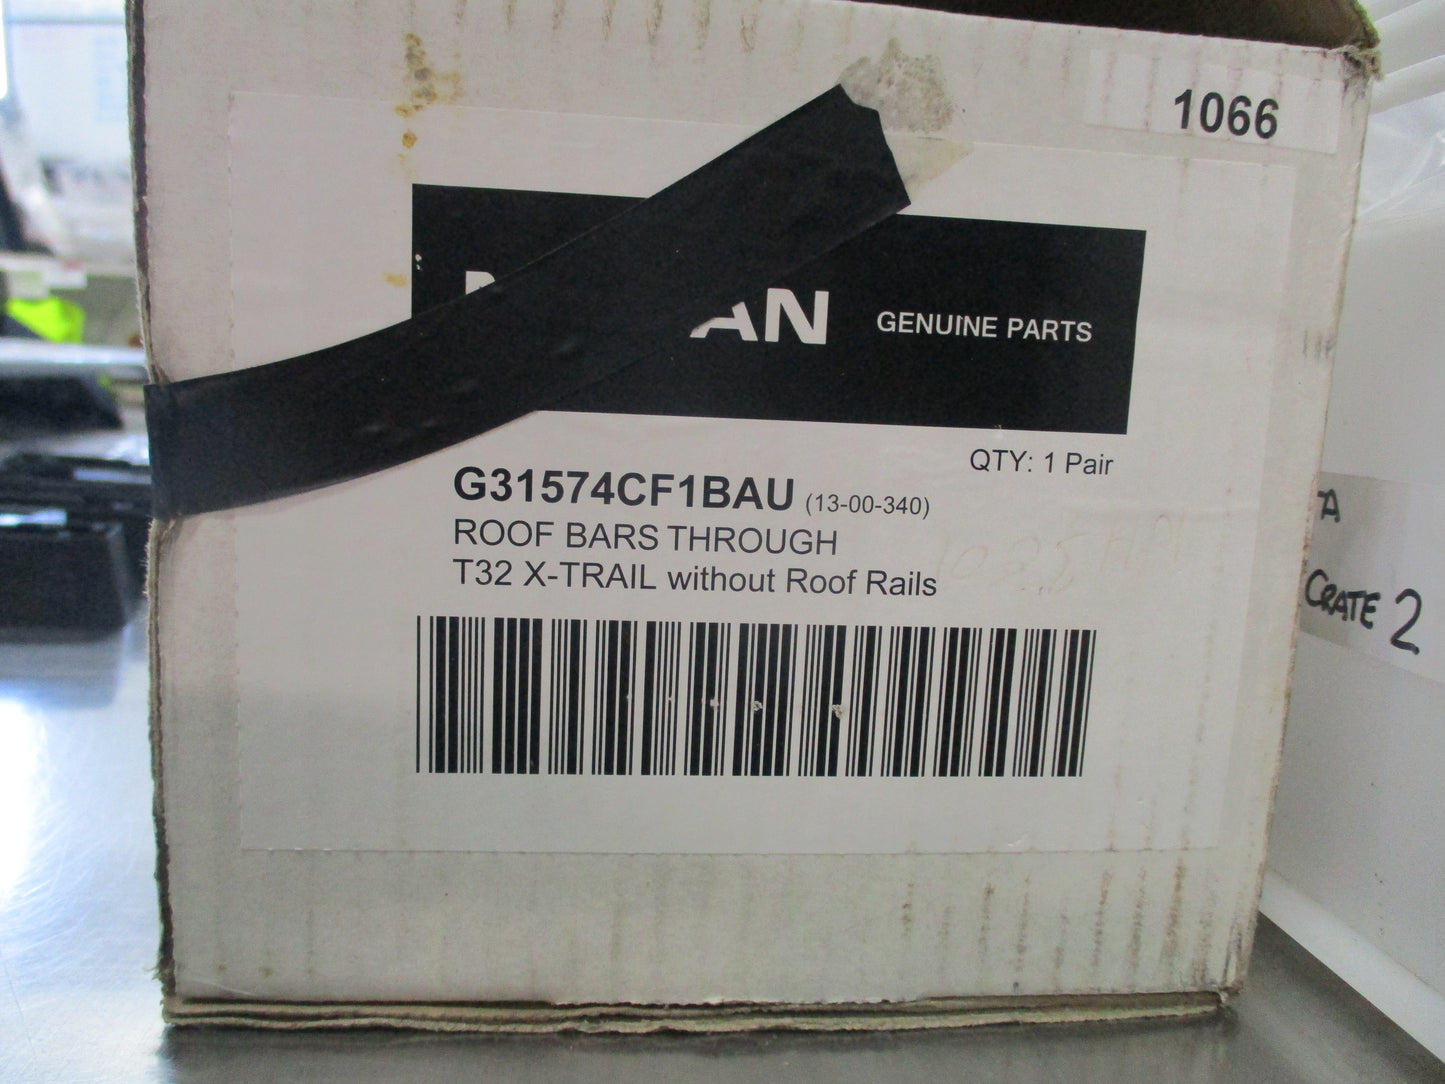 1066
AN GENUINE PARTS
QTY: 1 Pair
G31574CF1BAU (13-00-340)
ROOF BARS THROUGH
T32 X-TRAIL without Roof Rails
CRATE 2